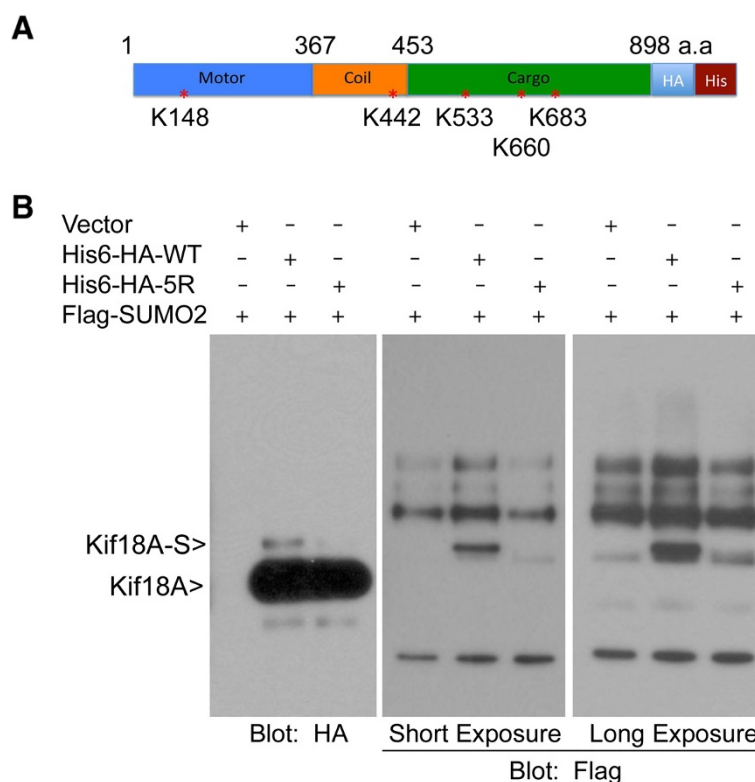 A
1 367 453 898 a.a
Motor Coil Cargo HA His
* * * * *
K148 K442 K533 K683
K660
B
Vector + - - + - - + - -
His6-HA-WT - + - - + - - + -
His6-HA-5R - - + - - + - - +
Flag-SUMO2 + + + + + + + + +
Kif18A-S>
Kif18A>
Blot: HA Short Exposure Long Exposure
Blot: Flag